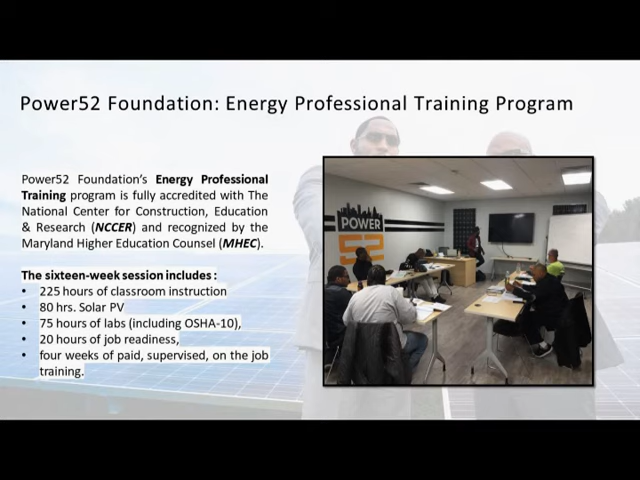 Power52 Foundation: Energy Professional Training Program
Power52 Foundation's Energy Professional
Training program is fully accredited with The
National Center for Construction, Education
& Research (NCCER) and recognized by the
Maryland Higher Education Counsel (MHEC).
The sixteen-week session includes :
• 225 hours of classroom instruction
• 80 hrs. Solar PV
• 75 hours of labs (including OSHA-10),
• 20 hours of job readiness,
• four weeks of paid, supervised, on the job
training.
POWER
52